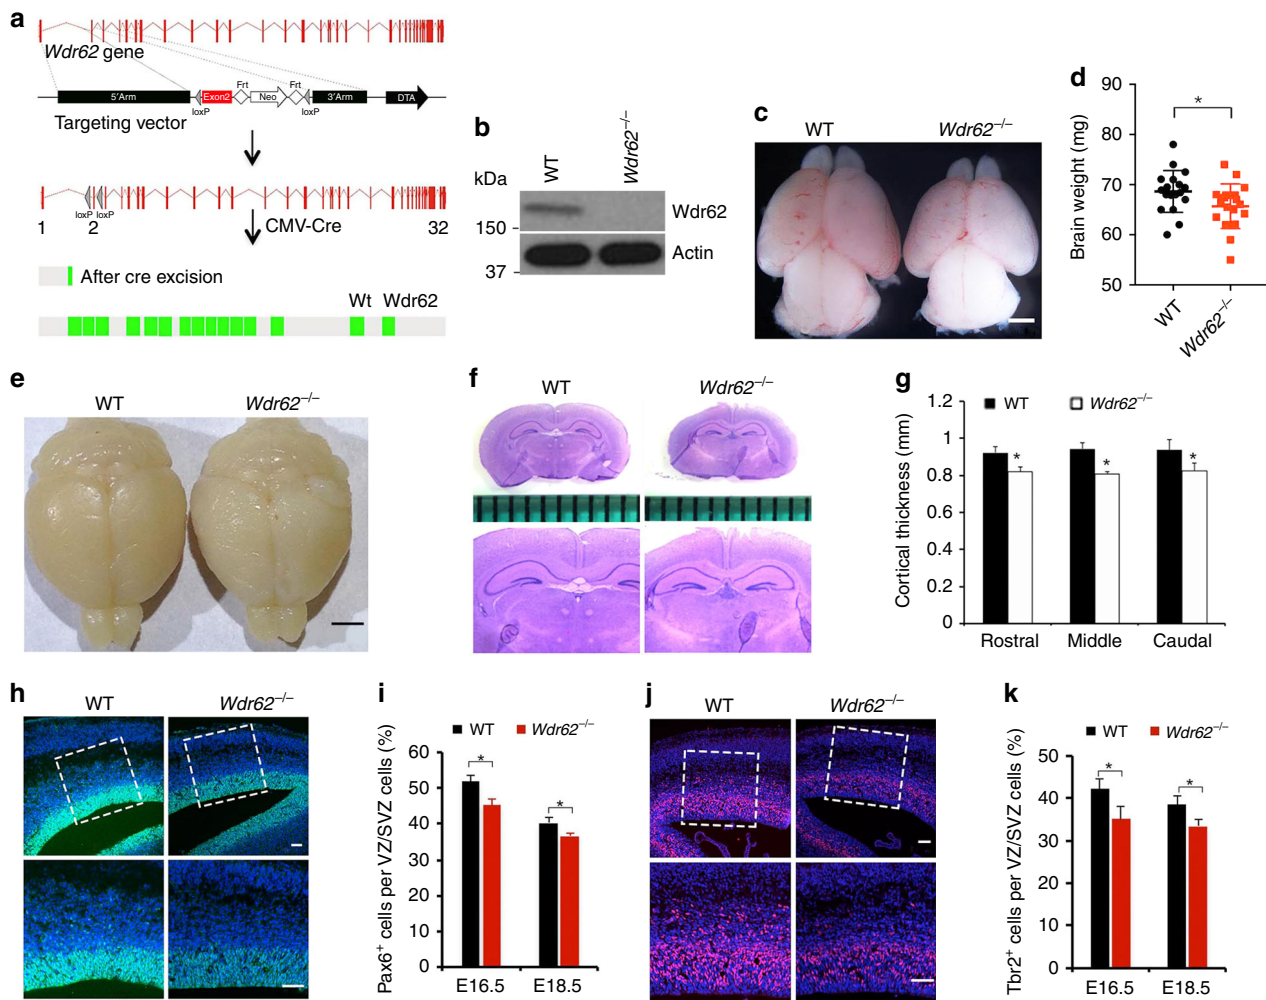 a
Wdr62 gene
5'Arm
loxP
Exon2
Frt
Neo
Frt
loxP
3'Arm
DTA
Targeting vector
loxP
loxP
1
2
CMV-Cre
32
After cre excision
Wt
Wdr62
b
WT
Wdr62–/–
kDa
150
37
Wdr62
Actin
c
WT
Wdr62–/–
d
Brain weight (mg)
90
80
70
60
50
*
WT
Wdr62–/–
e
WT
Wdr62–/–
f
WT
Wdr62–/–
g
WT
Wdr62–/–
Cortical thickness (mm)
1.2
1
0.8
0.6
0.4
0.2
0
*
*
*
Rostral
Middle
Caudal
h
WT
Wdr62–/–
i
WT
Wdr62–/–
Pax6+ cells per VZ/SVZ cells (%)
60
50
40
30
20
10
0
*
*
E16.5
E18.5
j
WT
Wdr62–/–
k
WT
Wdr62–/–
Tbr2+ cells per VZ/SVZ cells (%)
50
40
30
20
10
0
*
*
E16.5
E18.5